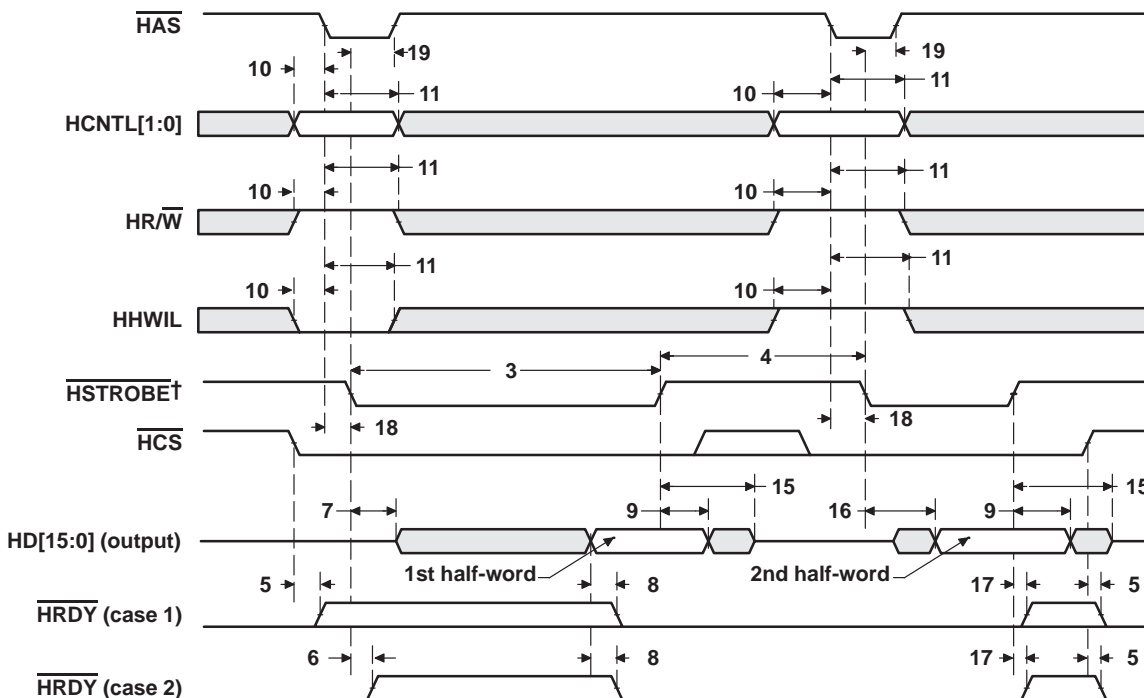 HAS
19
19
10
11
10
11
HCNTL[1:0]
11
11
10
10
HR/W
11
11
10
10
HHWIL
3
4
HSTROBE†
18
18
HCS
15
15
7
9
16
9
HD[15:0] (output)
1st half-word
2nd half-word
5
8
17
5
HRDY (case 1)
6
8
17
5
HRDY (case 2)